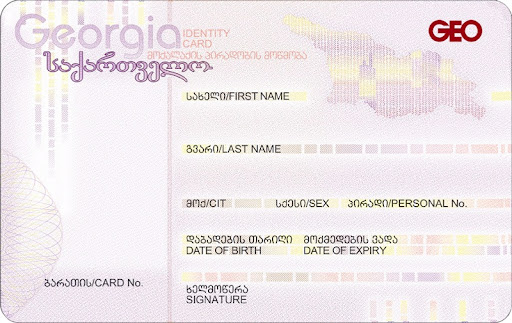 Georgia
IDENTITY
CARD
მოქალაქის პირადობის მოწმობა
საქართველო
GEO
სახელი/FIRST NAME
გვარი/LAST NAME
მოქ/CIT სქესი/SEX პირადი/PERSONAL No.
დაბადების თარიღი მოქმედების ვადა
DATE OF BIRTH DATE OF EXPIRY
ბარათის/CARD No.
ხელმოწერა
SIGNATURE